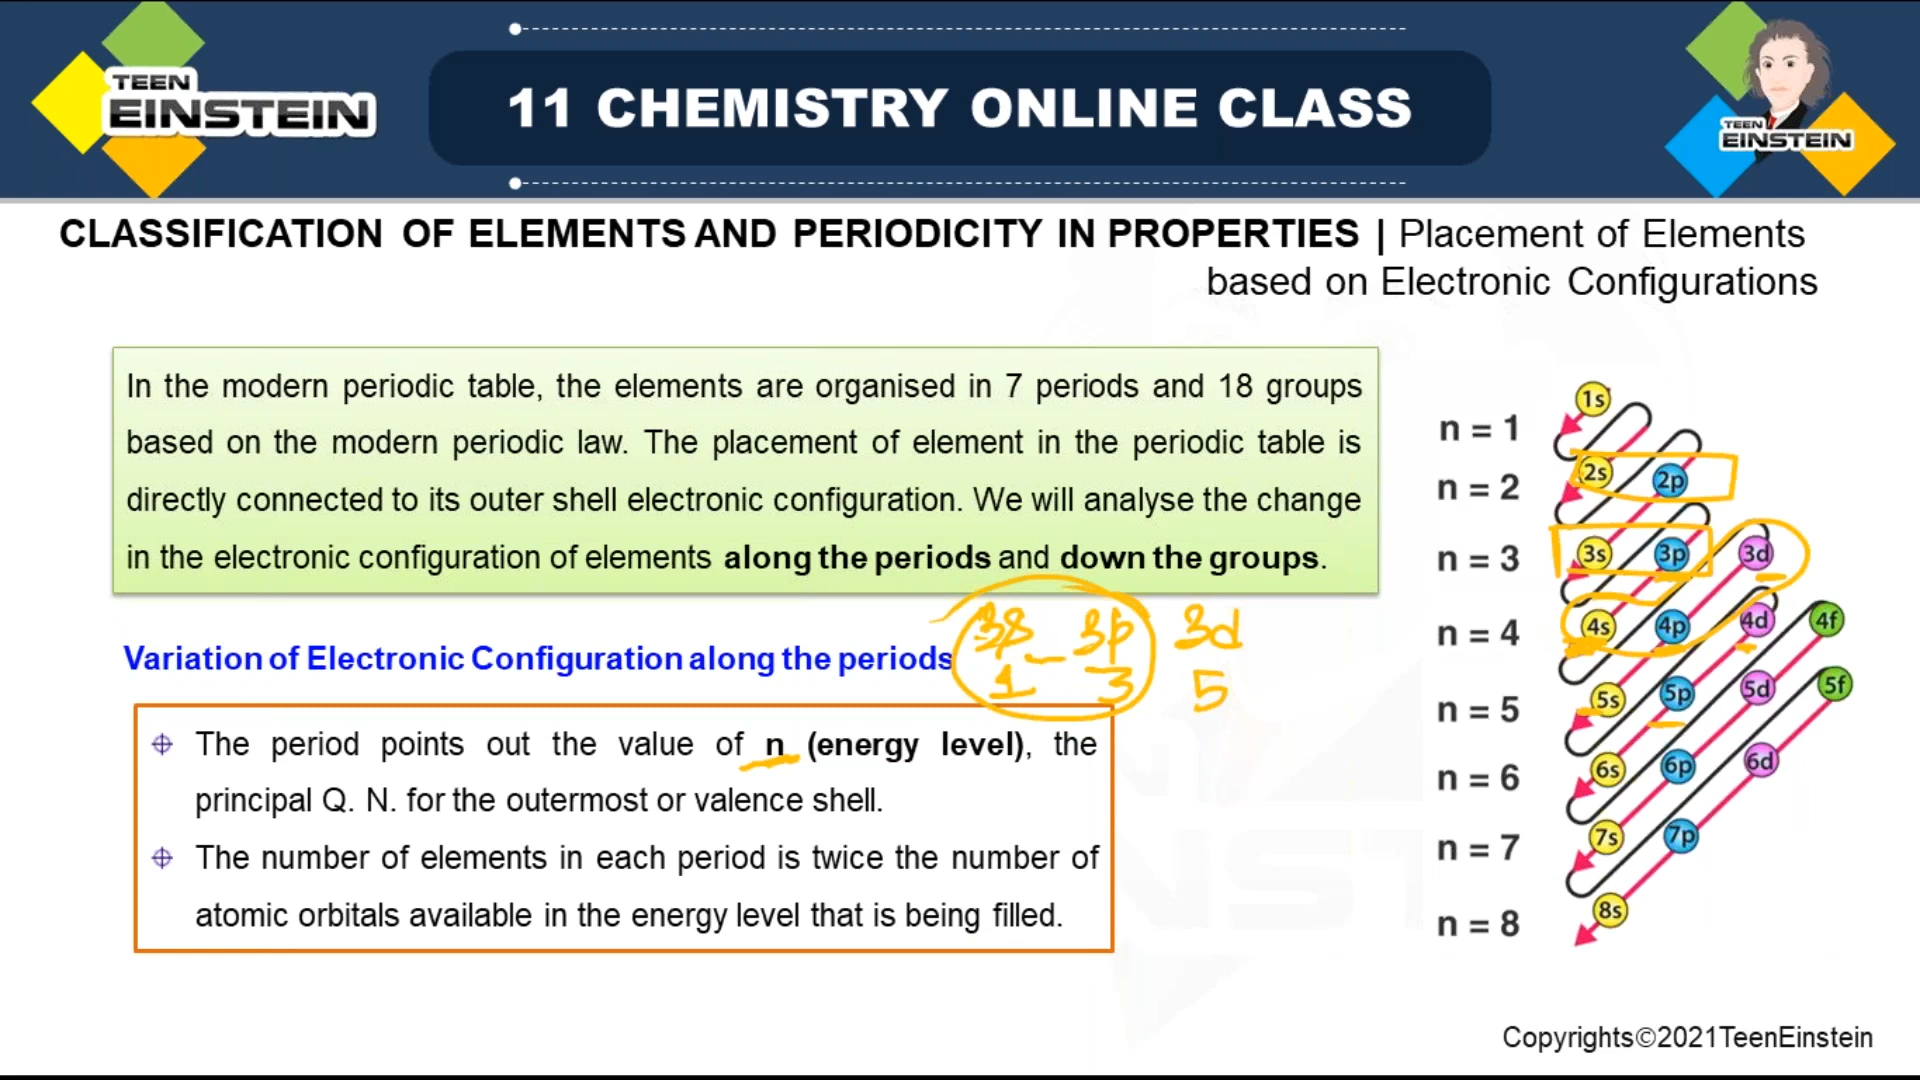 TEEN
EINSTEIN
11 CHEMISTRY ONLINE CLASS
TEEN
EINSTEIN
CLASSIFICATION OF ELEMENTS AND PERIODICITY IN PROPERTIES | Placement of Elements
based on Electronic Configurations
In the modern periodic table, the elements are organised in 7 periods and 18 groups
based on the modern periodic law. The placement of element in the periodic table is
directly connected to its outer shell electronic configuration. We will analyse the change
in the electronic configuration of elements along the periods and down the groups.
3s - 3p 3d
1 3 5
Variation of Electronic Configuration along the periods
The period points out the value of n (energy level), the
principal Q. N. for the outermost or valence shell.
The number of elements in each period is twice the number of
atomic orbitals available in the energy level that is being filled.
1s
n = 1
n = 2 2s 2p
n = 3 3s 3p 3d
n = 4 4s 4p 4d 4f
n = 5 5s 5p 5d 5f
n = 6 6s 6p 6d
n = 7 7s 7p
n = 8 8s
Copyrights©2021TeenEinstein